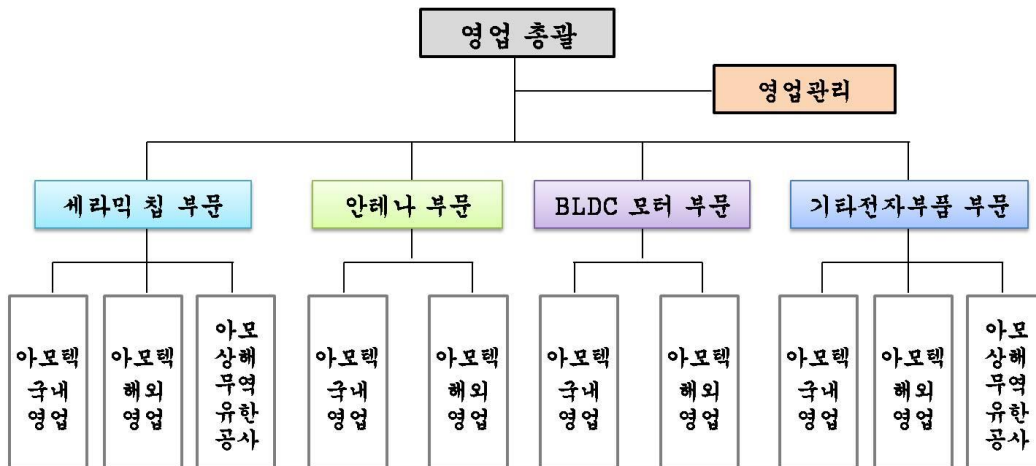 영업 총괄
영업관리
세라믹 칩 부문
안테나 부문
BLDC 모터 부문
기타전자부품 부문
아모텍
국내
영업
아모텍
해외
영업
아모
상해
무역
유한
공사
아모텍
국내
영업
아모텍
해외
영업
아모텍
국내
영업
아모텍
해외
영업
아모텍
국내
영업
아모텍
해외
영업
아모
상해
무역
유한
공사